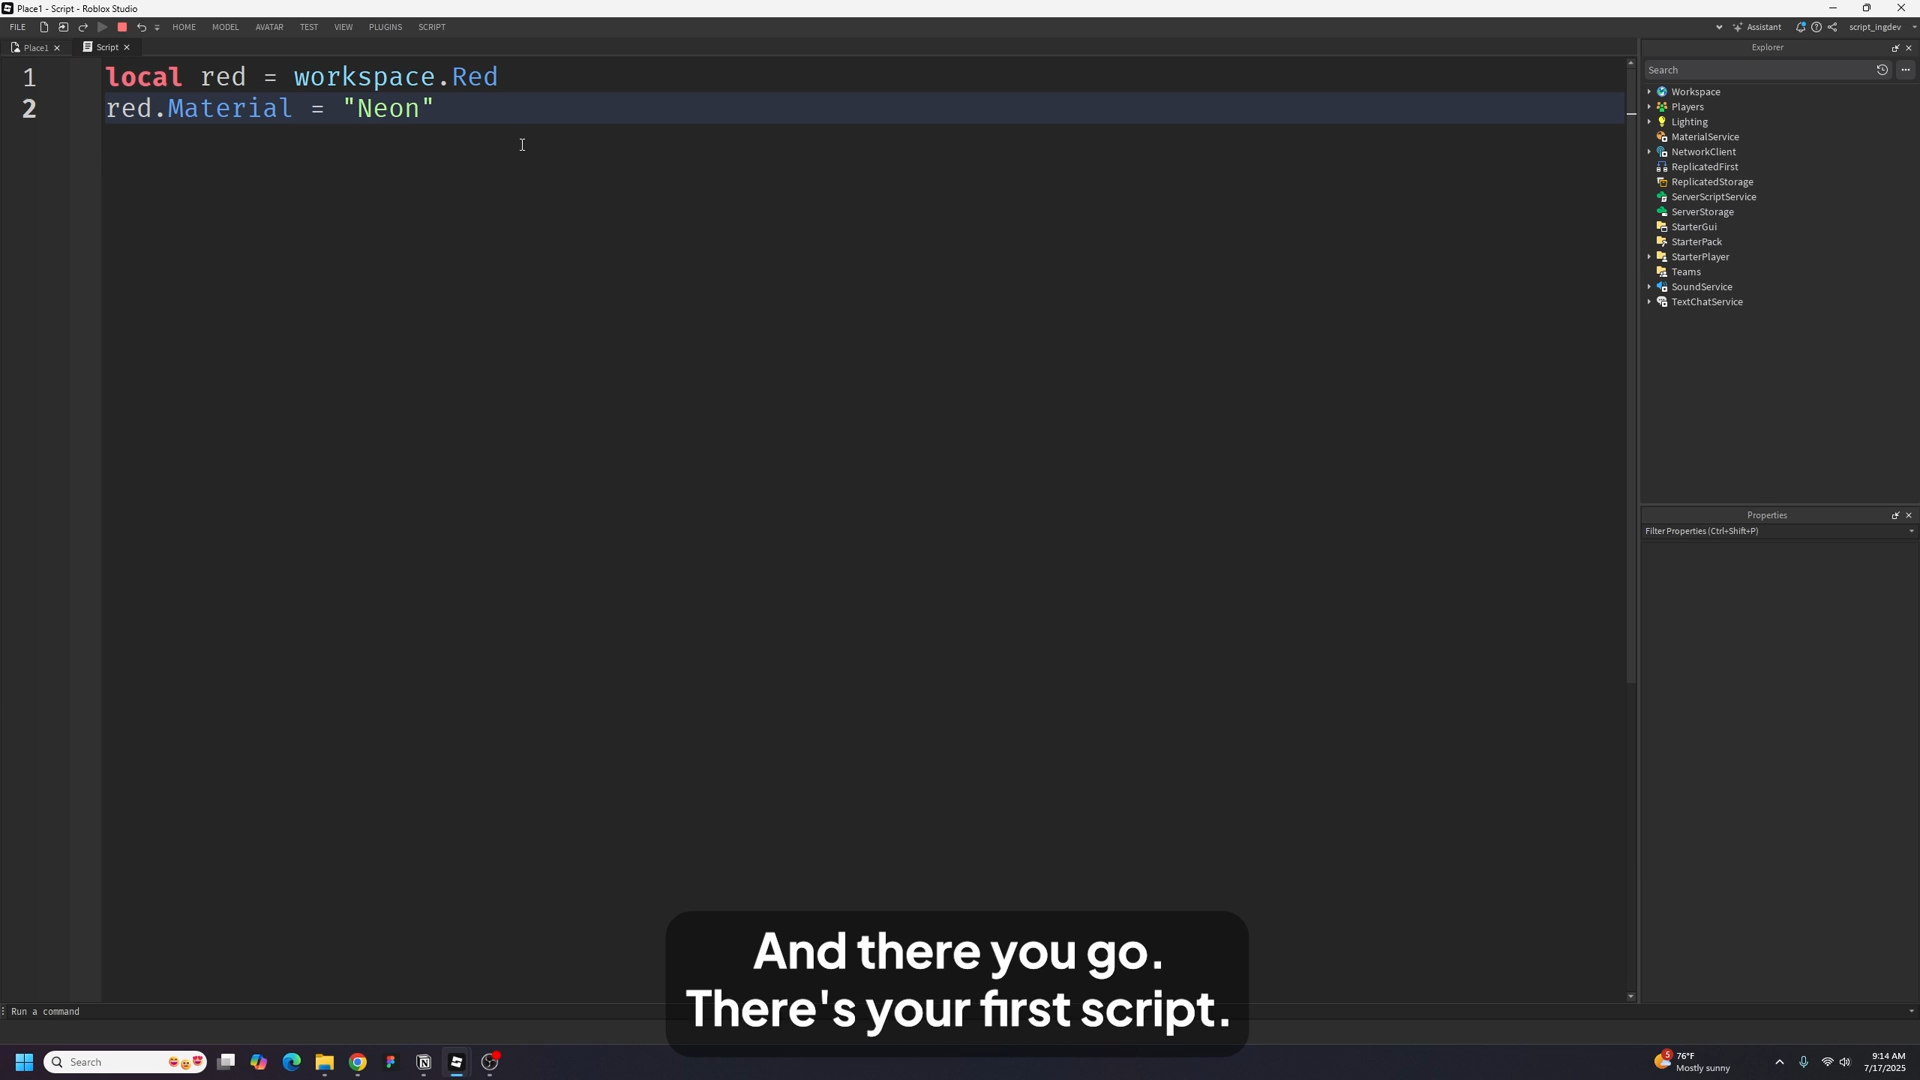 Place1 - Script - Roblox Studio
FILE HOME MODEL AVATAR TEST VIEW PLUGINS SCRIPT Assistant script_ingdev
Place1 Script
1 local red = workspace.Red
2 red.Material = "Neon"
Explorer
Search
Workspace
Players
Lighting
MaterialService
NetworkClient
ReplicatedFirst
ReplicatedStorage
ServerScriptService
ServerStorage
StarterGui
StarterPack
StarterPlayer
Teams
SoundService
TextChatService
Properties
Filter Properties (Ctrl+Shift+P)
And there you go.
There's your first script.
Run a command
Search
5
76°F
Mostly sunny
9:14 AM
7/17/2025